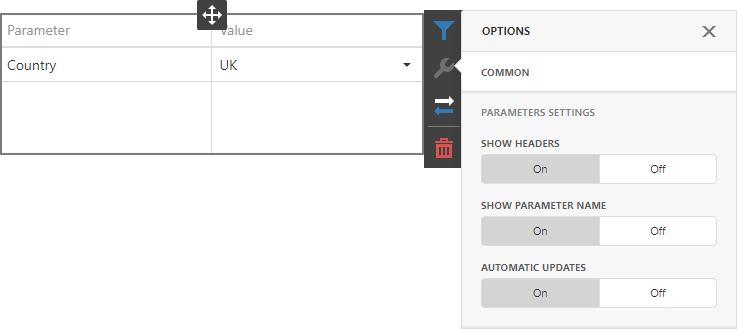 Parameter Value
Country UK
OPTIONS
COMMON
PARAMETERS SETTINGS
SHOW HEADERS
On Off
SHOW PARAMETER NAME
On Off
AUTOMATIC UPDATES
On Off